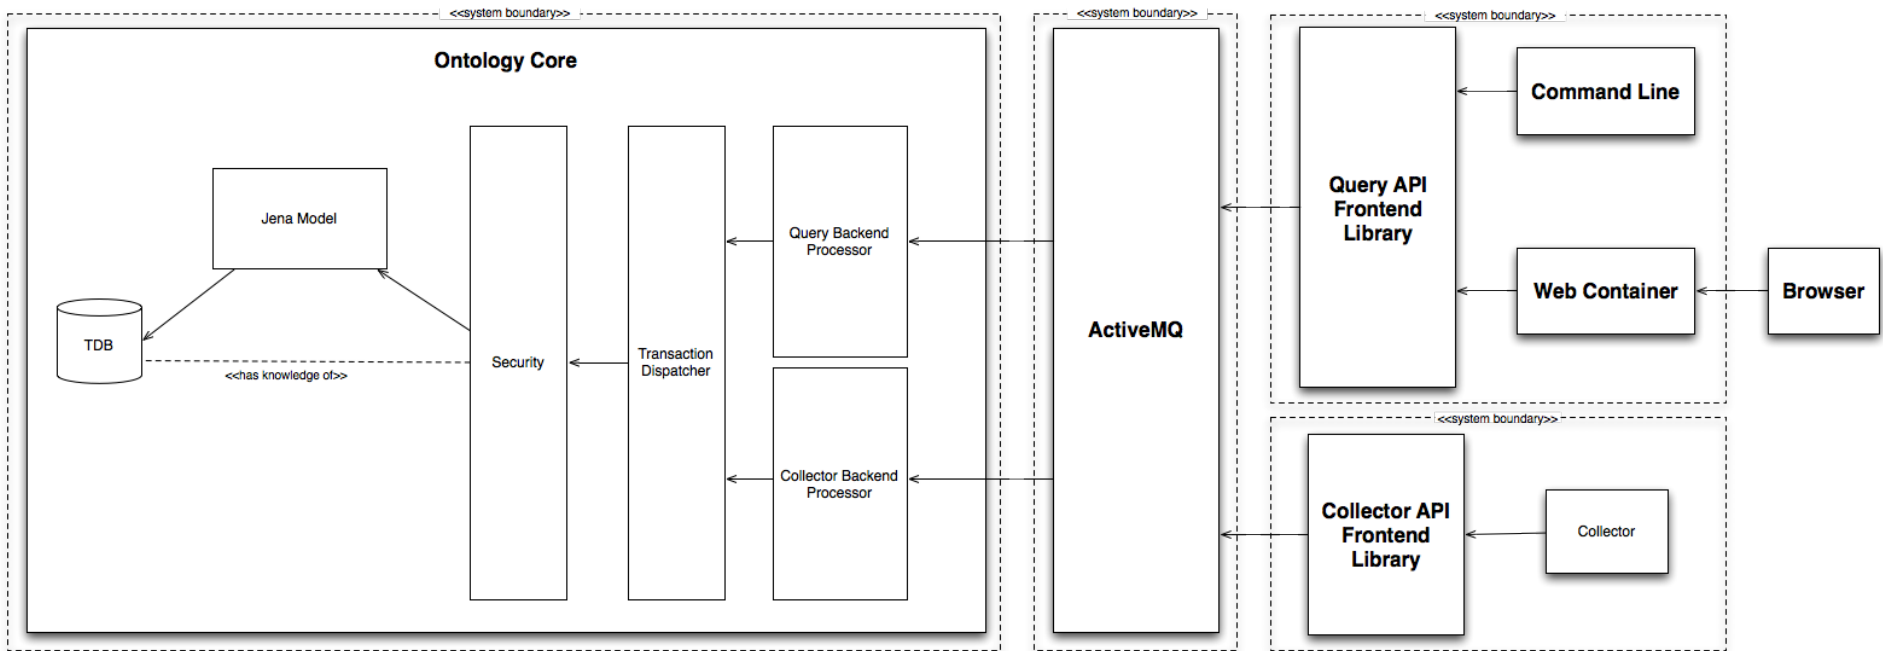 <<system boundary>>
<<system boundary>>
<<system boundary>>
Ontology Core
Command Line
Jena Model
Query API
Frontend
Library
Query Backend
Processor
Web Container
Browser
ActiveMQ
TDB
Security
Transaction
Dispatcher
<<has knowledge of>>
<<system boundary>>
Collector Backend
Processor
Collector API
Frontend
Library
Collector